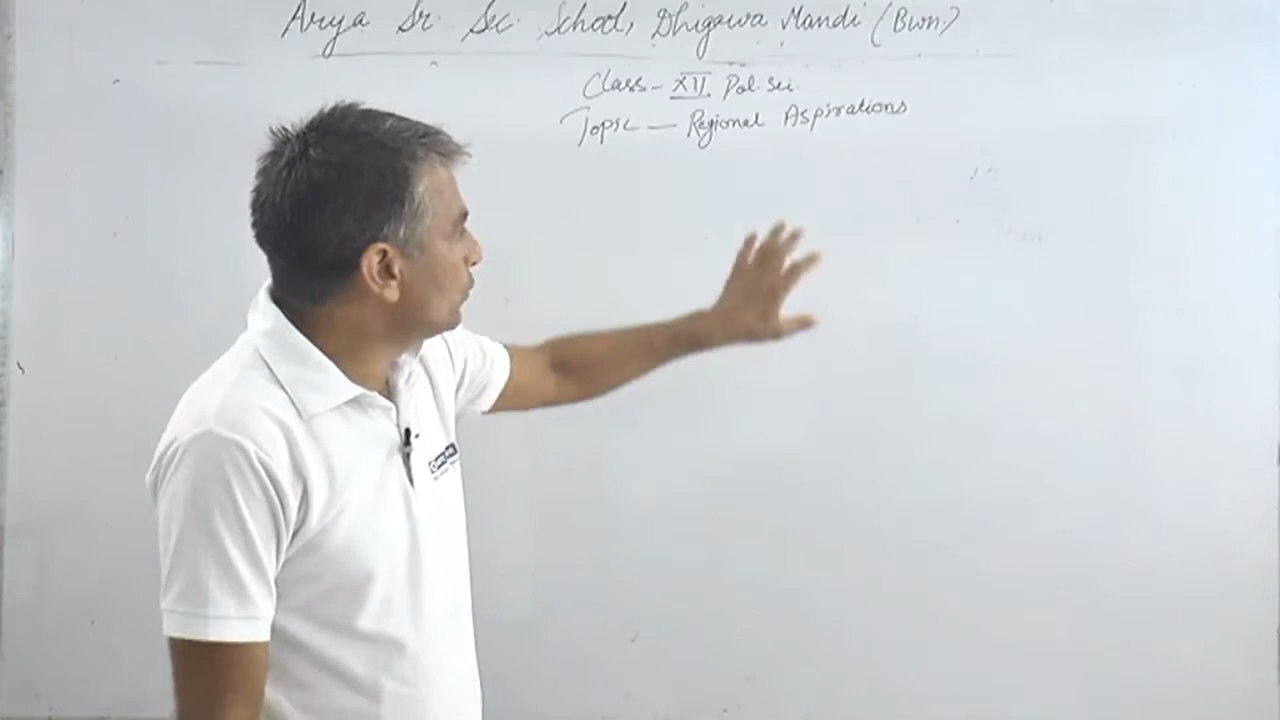 Arya Sr. Sec. School, Dhigawa Mandi (Bwn)
Class - XII Pol. Sci.
Topic - Regional Aspirations